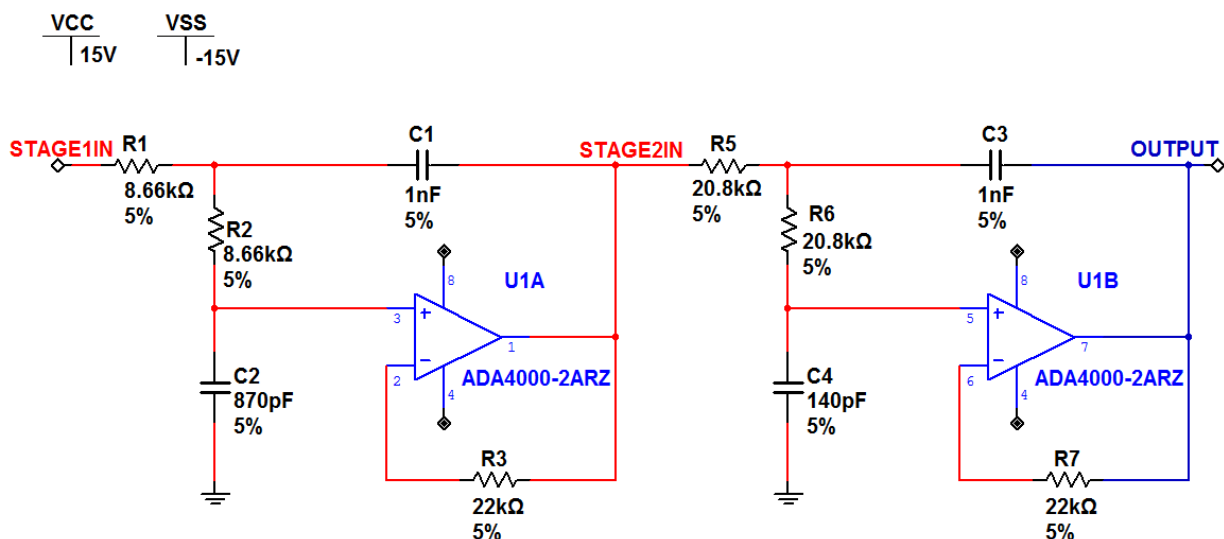 VCC
15V
VSS
-15V
STAGE1IN
R1
8.66kΩ
5%
C1
1nF
5%
STAGE2IN
R5
20.8kΩ
5%
C3
1nF
5%
OUTPUT
R2
8.66kΩ
5%
R6
20.8kΩ
5%
8
U1A
3
+
1
2
−
4
ADA4000-2ARZ
8
U1B
5
+
7
6
−
4
ADA4000-2ARZ
C2
870pF
5%
C4
140pF
5%
R3
22kΩ
5%
R7
22kΩ
5%